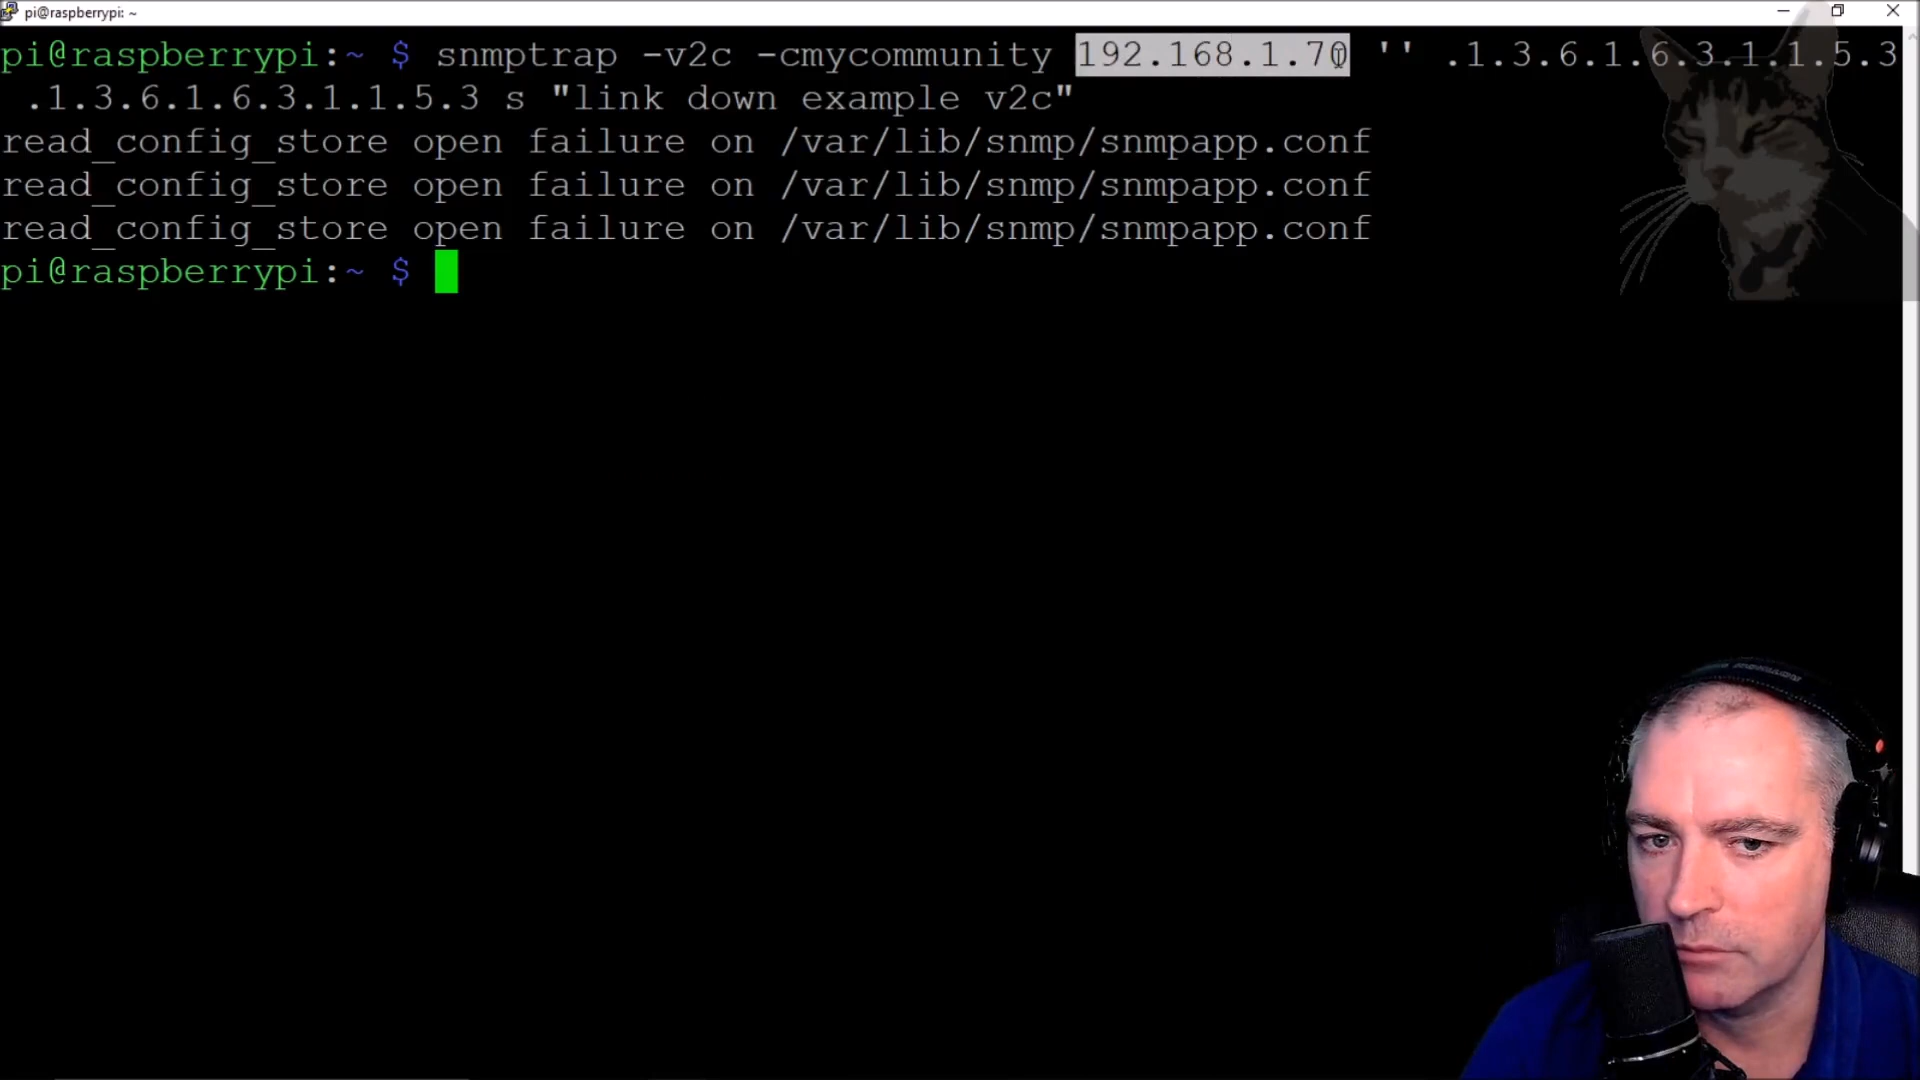 pi@raspberrypi: ~
pi@raspberrypi:~ $ snmptrap -v2c -cmycommunity 192.168.1.70 '' .1.3.6.1.6.3.1.1.5.3
.1.3.6.1.6.3.1.1.5.3 s "link down example v2c"
read_config_store open failure on /var/lib/snmp/snmpapp.conf
read_config_store open failure on /var/lib/snmp/snmpapp.conf
read_config_store open failure on /var/lib/snmp/snmpapp.conf
pi@raspberrypi:~ $